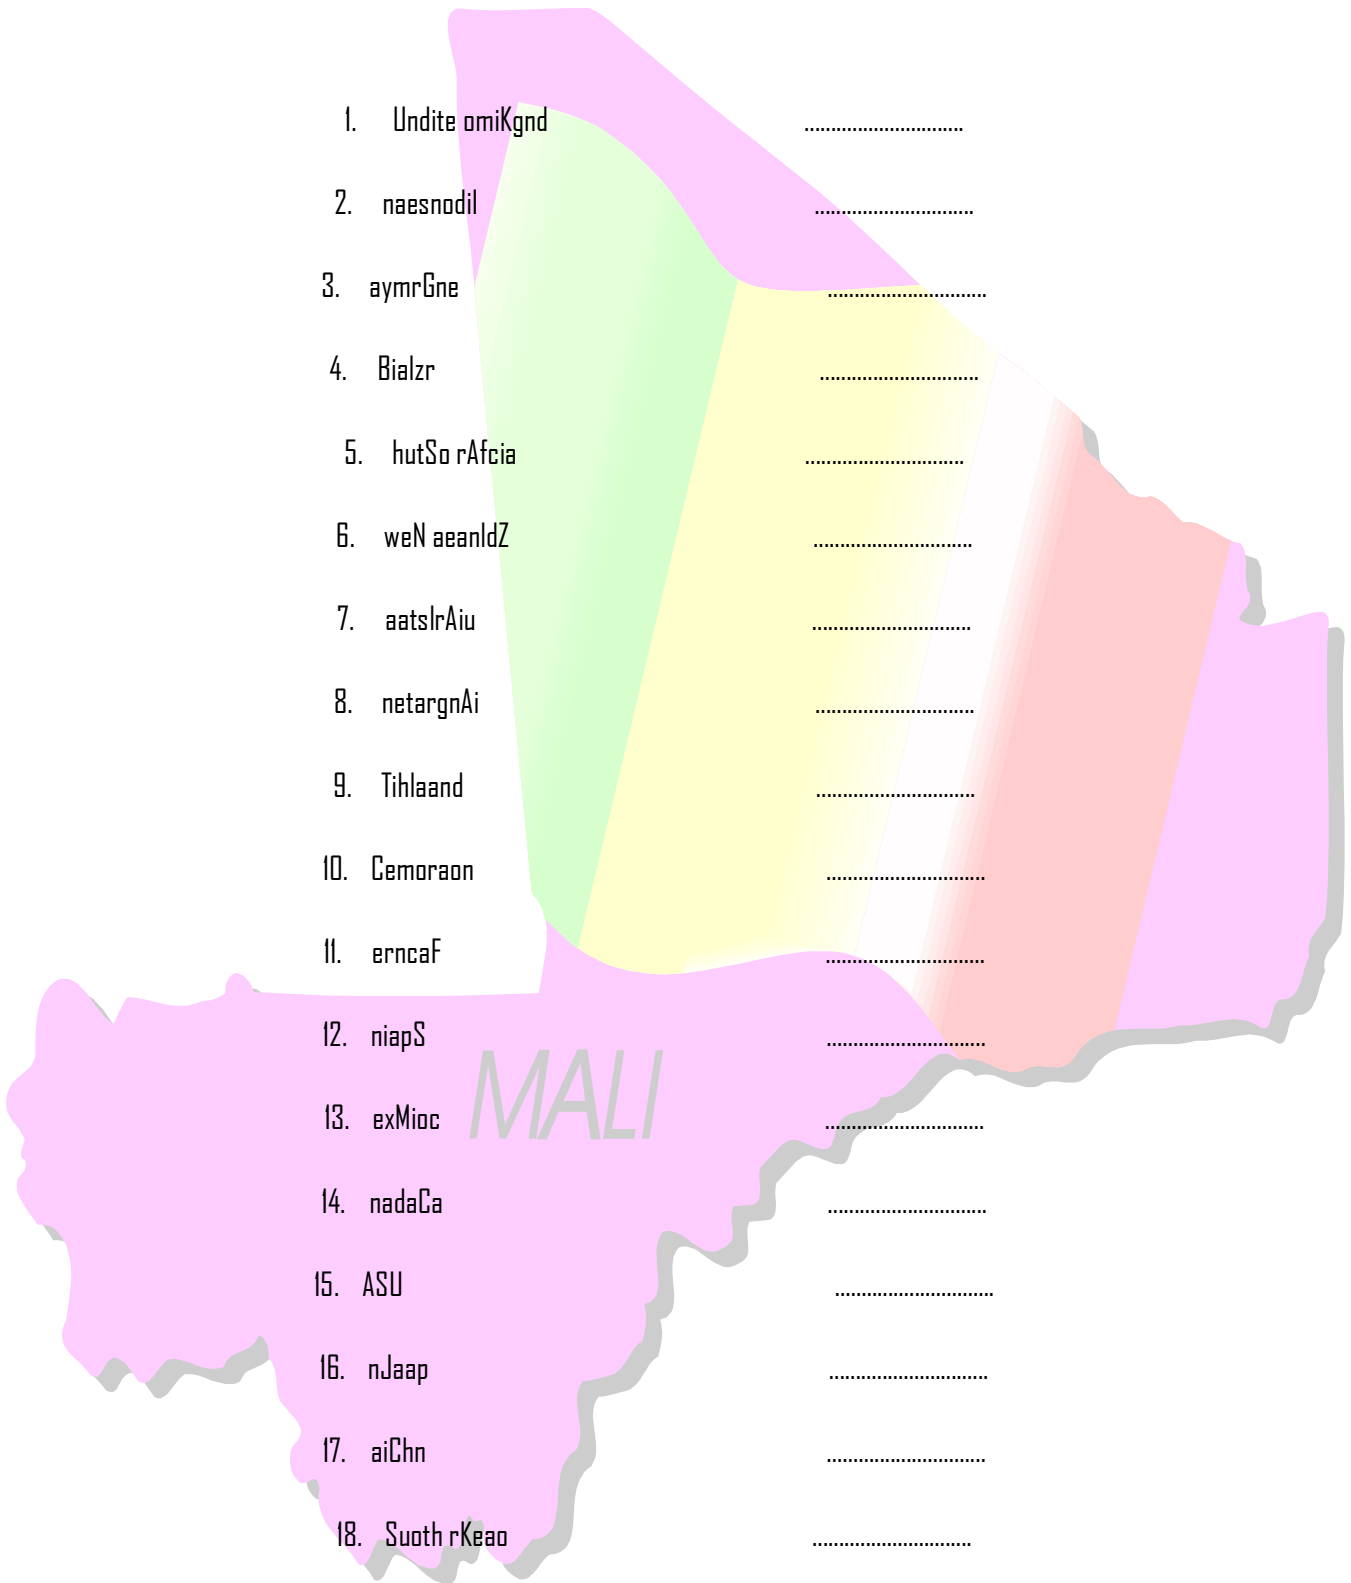 1. Undite omiKgnd ..............................
2. naesnodiI ..............................
3. aymrGne ..............................
4. Bialzr ..............................
5. hutSo rAfcia ..............................
6. weN aeanldZ ..............................
7. aatslrAiu ..............................
8. netargnAi ..............................
9. Tihlaand ..............................
10. Cemoraon ..............................
11. erncaF ..............................
12. niapS ..............................
MALI
13. exMioc ..............................
14. nadaCa ..............................
15. ASU ..............................
16. nJaap ..............................
17. aiChn ..............................
18. Suoth rKeao ..............................